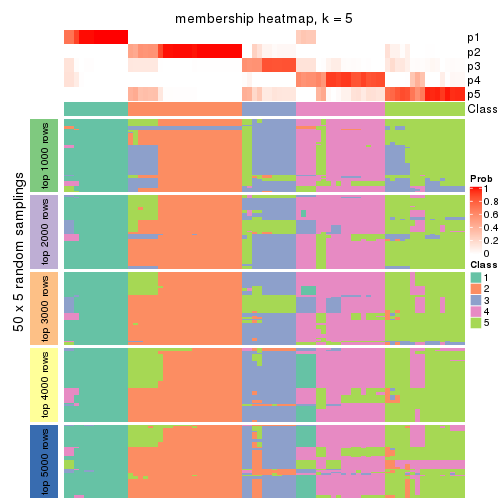 membership heatmap, k = 5
p1
p2
p3
p4
p5
Class
50 x 5 random samplings
top 1000 rows
top 2000 rows
top 3000 rows
top 4000 rows
top 5000 rows
Prob
1
0.8
0.6
0.4
0.2
0
Class
1
2
3
4
5